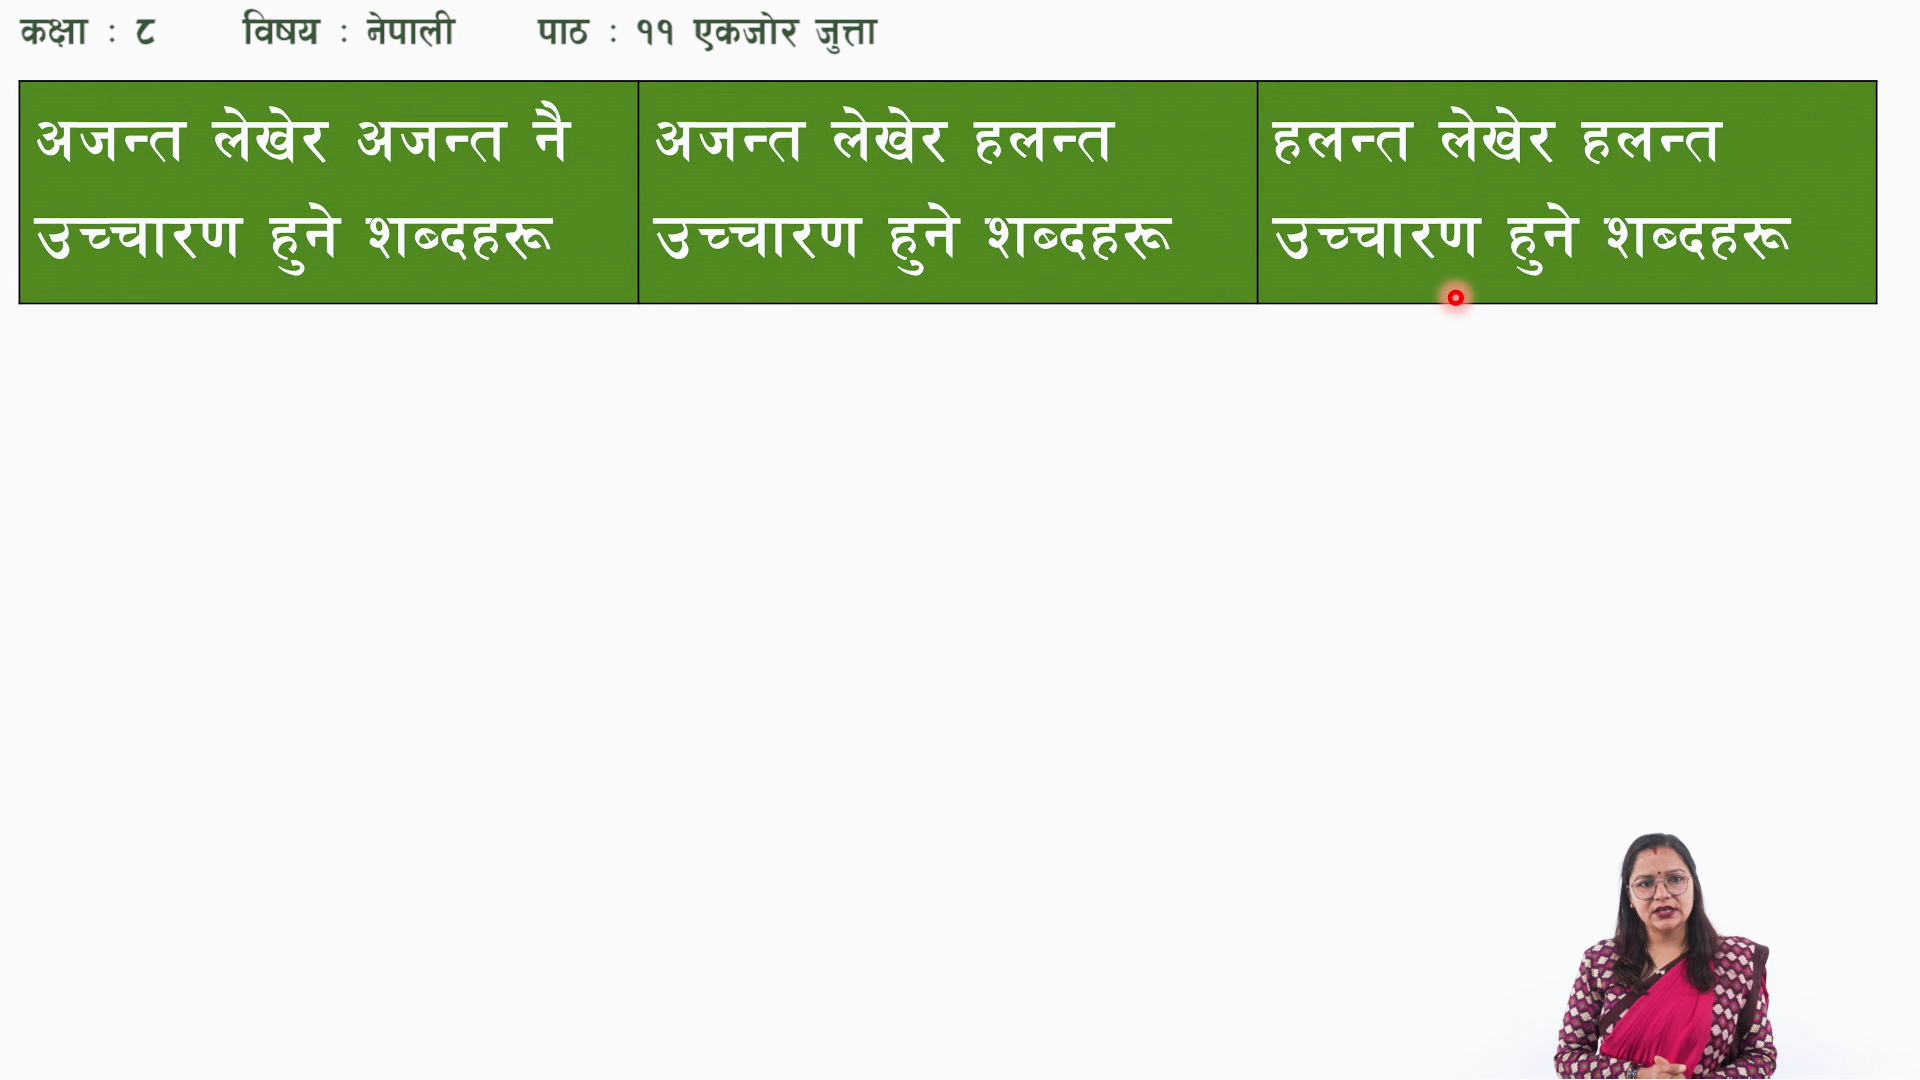 कक्षा : ८ विषय : नेपाली पाठ : ११ एकजोर जुत्ता
अजन्त लेखेर अजन्त नै
उच्चारण हुने शब्दहरू
अजन्त लेखेर हलन्त
उच्चारण हुने शब्दहरू
हलन्त लेखेर हलन्त
उच्चारण हुने शब्दहरू